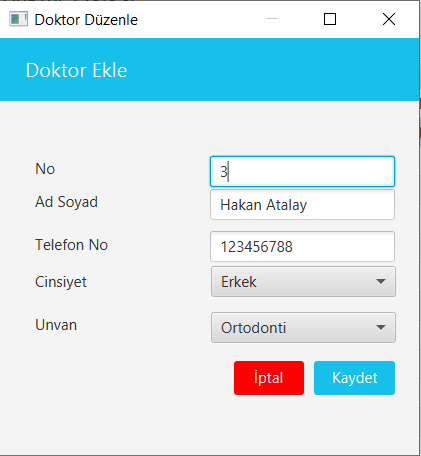 Doktor Düzenle
Doktor Ekle
No 3
Ad Soyad Hakan Atalay
Telefon No 123456788
Cinsiyet Erkek
Unvan Ortodonti
İptal Kaydet